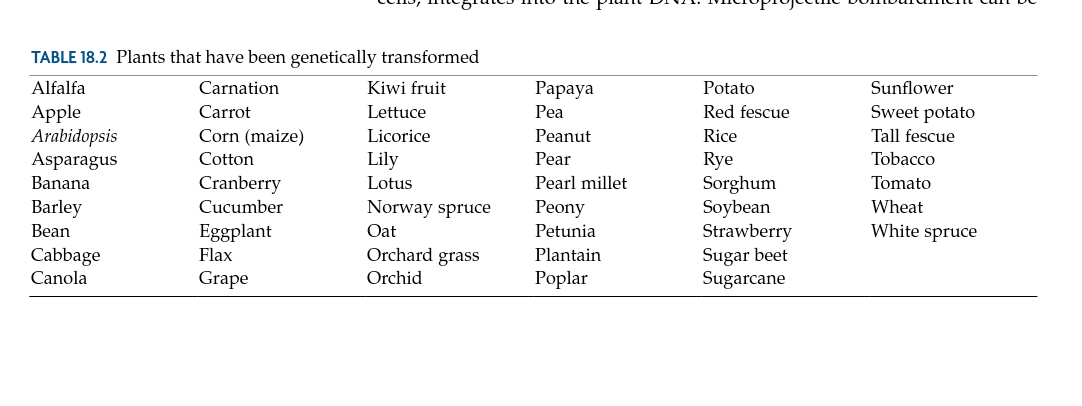 cells, integrates into the plant DNA. Microprojectile bombardment can be
TABLE 18.2 Plants that have been genetically transformed
Alfalfa Carnation Kiwi fruit Papaya Potato Sunflower
Apple Carrot Lettuce Pea Red fescue Sweet potato
Arabidopsis Corn (maize) Licorice Peanut Rice Tall fescue
Asparagus Cotton Lily Pear Rye Tobacco
Banana Cranberry Lotus Pearl millet Sorghum Tomato
Barley Cucumber Norway spruce Peony Soybean Wheat
Bean Eggplant Oat Petunia Strawberry White spruce
Cabbage Flax Orchard grass Plantain Sugar beet
Canola Grape Orchid Poplar Sugarcane